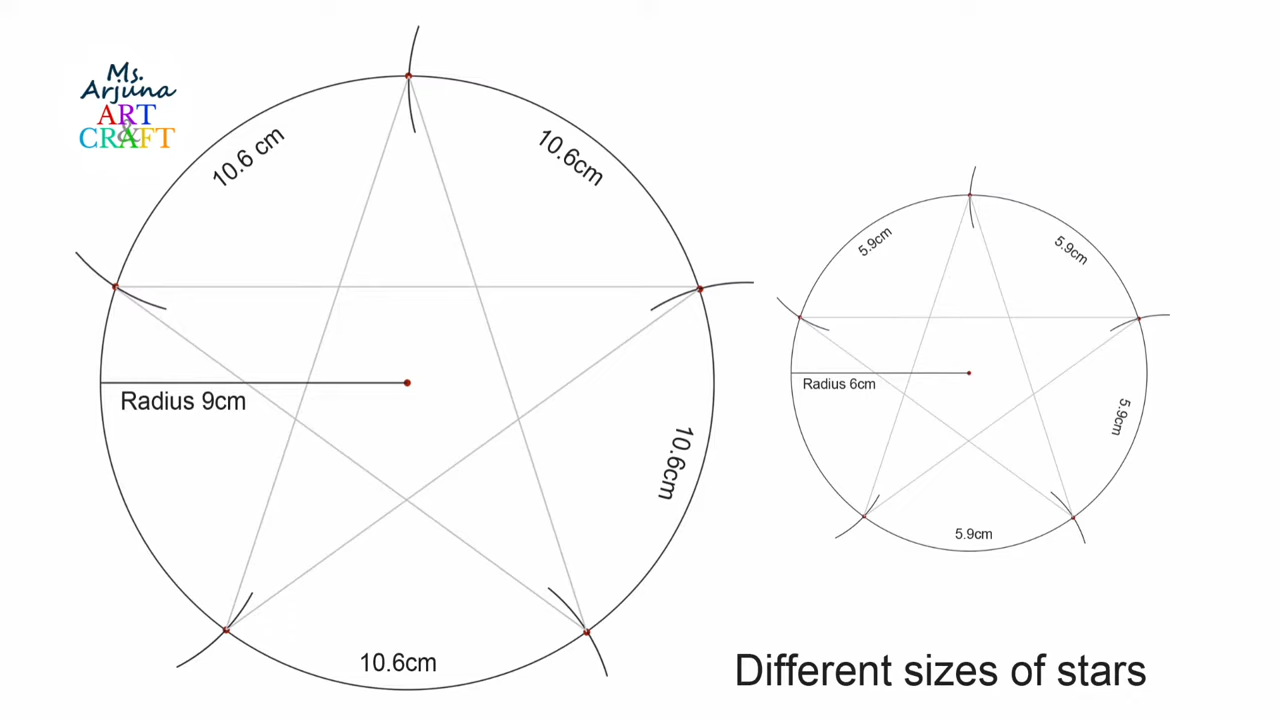 Ms.
Arjuna
ART
&
CRAFT
10.6 cm
10.6cm
Radius 9cm
10.6cm
10.6cm
5.9cm
5.9cm
Radius 6cm
5.9cm
5.9cm
Different sizes of stars